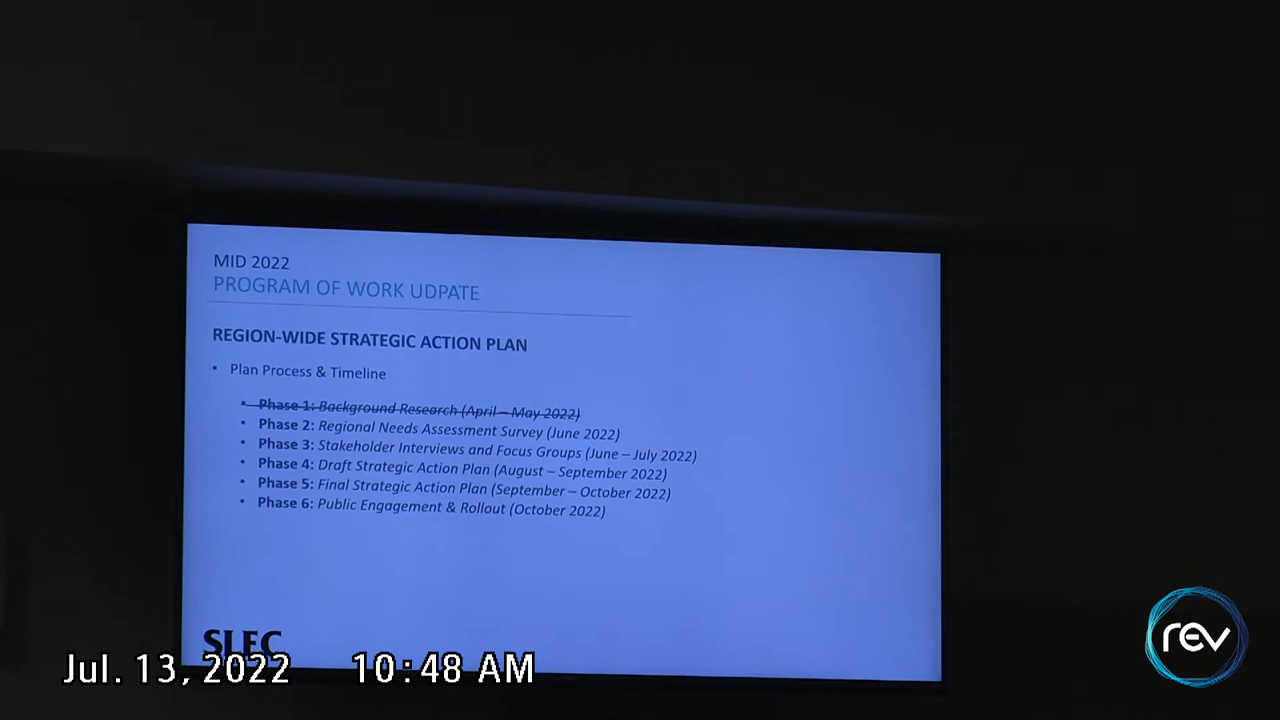 MID 2022
PROGRAM OF WORK UDPATE
REGION-WIDE STRATEGIC ACTION PLAN
• Plan Process & Timeline
• Phase 1: Background Research (April – May 2022)
• Phase 2: Regional Needs Assessment Survey (June 2022)
• Phase 3: Stakeholder Interviews and Focus Groups (June – July 2022)
• Phase 4: Draft Strategic Action Plan (August – September 2022)
• Phase 5: Final Strategic Action Plan (September – October 2022)
• Phase 6: Public Engagement & Rollout (October 2022)
SLEC
Jul. 13, 2022 10:48 AM
rev